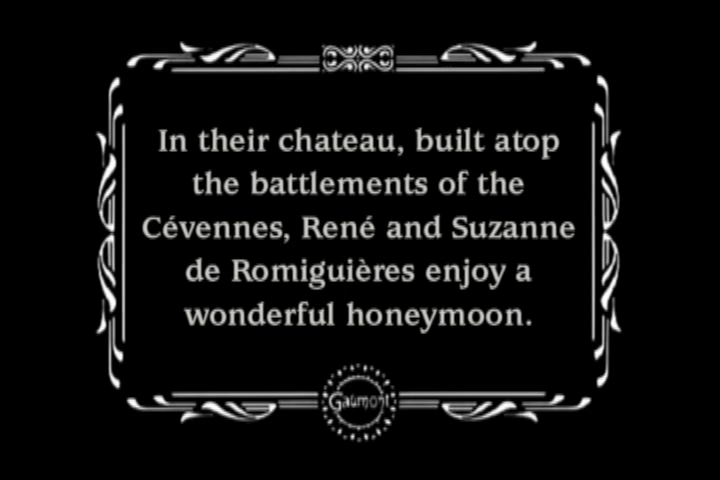 In their chateau, built atop
the battlements of the
Cévennes, René and Suzanne
de Romiguières enjoy a
wonderful honeymoon.
Gaumont